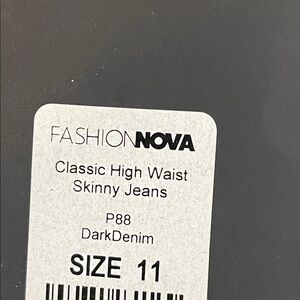 FASHIONNOVA
Classic High Waist
Skinny Jeans
P88
DarkDenim
SIZE 11